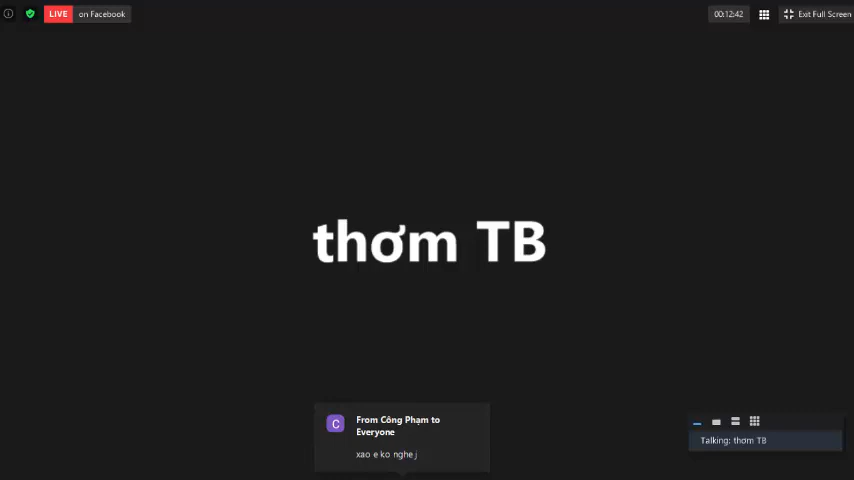 LIVE on Facebook
00:12:42
Exit Full Screen
thơm TB
C
From Công Phạm to
Everyone
xao e ko nghe j
Talking: thơm TB